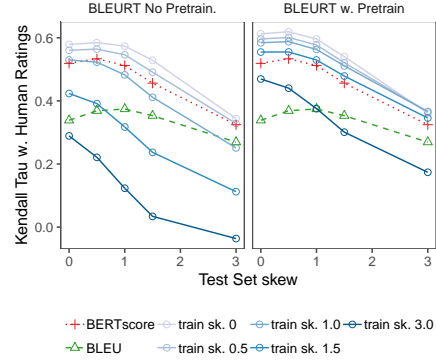 BLEURT No Pretrain. BLEURT w. Pretrain
Kendall Tau w. Human Ratings
0.6
0.4
0.2
0.0
0 1 2 3 0 1 2 3
Test Set skew
BERTscore train sk. 0 train sk. 1.0 train sk. 3.0
BLEU train sk. 0.5 train sk. 1.5